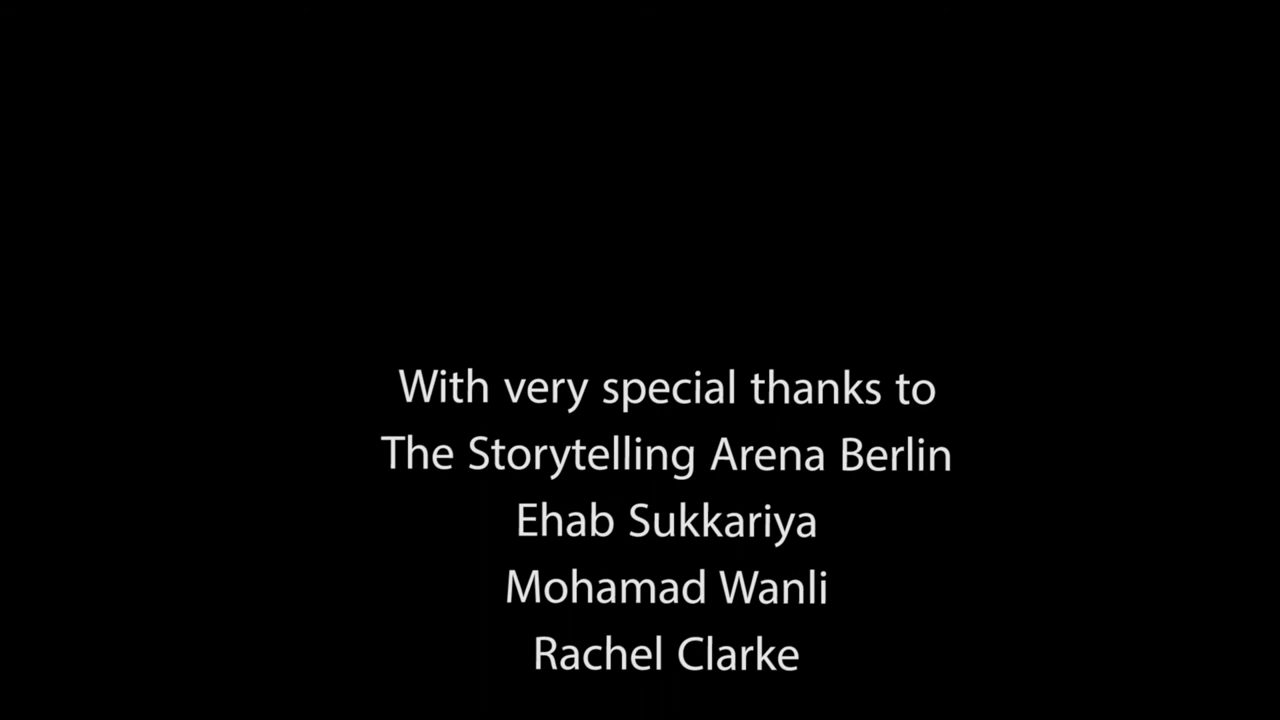 With very special thanks to
The Storytelling Arena Berlin
Ehab Sukkariya
Mohamad Wanli
Rachel Clarke